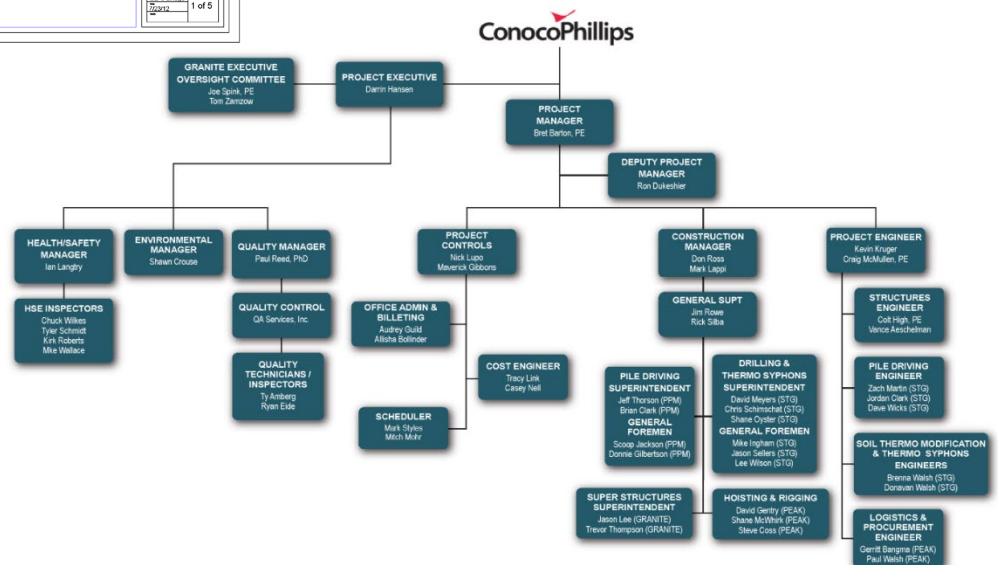 7/23/12
1 of 5
ConocoPhillips
GRANITE EXECUTIVE
OVERSIGHT COMMITTEE
Joe Spink, PE
Tom Zamzow
PROJECT EXECUTIVE
Darrin Hansen
PROJECT
MANAGER
Bret Barton, PE
DEPUTY PROJECT
MANAGER
Ron Dukeshier
HEALTH/SAFETY
MANAGER
Ian Langtry
ENVIRONMENTAL
MANAGER
Shawn Crouse
QUALITY MANAGER
Paul Reed, PhD
PROJECT
CONTROLS
Nick Lupo
Maverick Gibbons
CONSTRUCTION
MANAGER
Don Ross
Mark Lappi
PROJECT ENGINEER
Kevin Kruger
Craig McMullen, PE
HSE INSPECTORS
Chuck Wilkes
Tyler Schmidt
Kirk Roberts
Mike Wallace
QUALITY CONTROL
QA Services, Inc.
QUALITY
TECHNICIANS /
INSPECTORS
Ty Amberg
Ryan Eide
OFFICE ADMIN &
BILLETING
Audrey Guild
Allisha Bollinder
COST ENGINEER
Tracy Link
Casey Nell
SCHEDULER
Mark Styles
Mitch Mohr
GENERAL SUPT
Jim Rowe
Rick Silba
PILE DRIVING
SUPERINTENDENT
Jeff Thorson (PPM)
Brian Clark (PPM)
GENERAL
FOREMEN
Scoop Jackson (PPM)
Donnie Gilbertson (PPM)
DRILLING &
THERMO SYPHONS
SUPERINTENDENT
David Meyers (STG)
Chris Schimschat (STG)
Shane Oyster (STG)
GENERAL FOREMEN
Mike Ingham (STG)
Jason Sellers (STG)
Lee Wilson (STG)
SUPER STRUCTURES
SUPERINTENDENT
Jason Lee (GRANITE)
Trevor Thompson (GRANITE)
HOISTING & RIGGING
David Gentry (PEAK)
Shane McWhirk (PEAK)
Steve Coss (PEAK)
STRUCTURES
ENGINEER
Colt High, PE
Vance Aeschelman
PILE DRIVING
ENGINEER
Zach Martin (STG)
Jordan Clark (STG)
Dave Wicks (STG)
SOIL THERMO MODIFICATION
& THERMO SYPHONS
ENGINEERS
Brenna Walsh (STG)
Donavan Walsh (STG)
LOGISTICS &
PROCUREMENT
ENGINEER
Gerritt Bangma (PEAK)
Paul Walsh (PEAK)